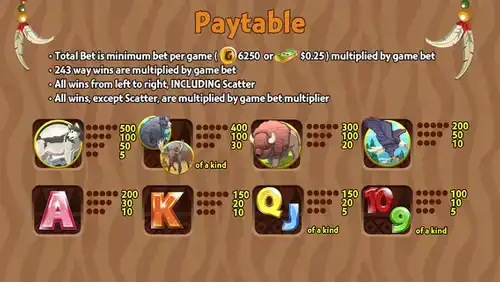 Paytable
• Total Bet is minimum bet per game ( G 6250 or $0.25 ) multiplied by game bet
• 243 way wins are multiplied by game bet
• All wins from left to right, INCLUDING Scatter
• All wins, except Scatter, are multiplied by game bet multiplier
500
100
50
5
400
100
30
of a kind
300
100
20
200
50
5
A
200
30
10
K
150
20
10
Q J
150
20
5
of a kind
10 9
100
10
5
of a kind